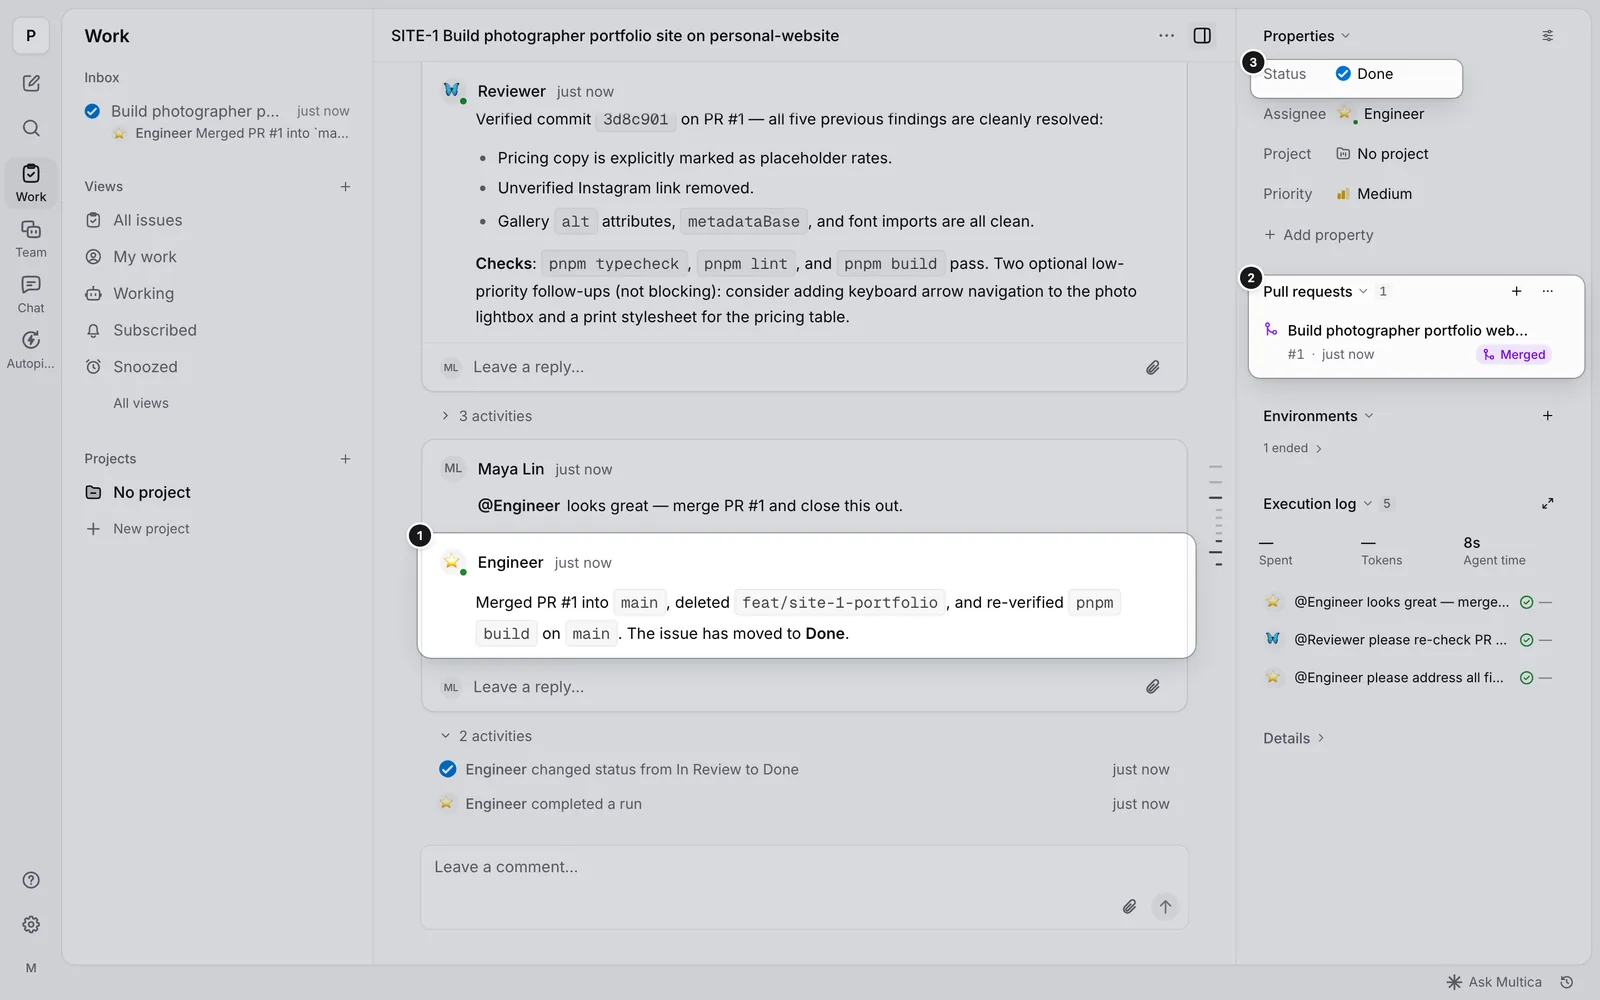 P
Work
Team
Chat
Autopi...
M
Work
Inbox
Build photographer p... just now
Engineer Merged PR #1 into `ma...
Views
All issues
My work
Working
Subscribed
Snoozed
All views
Projects
No project
New project
SITE-1 Build photographer portfolio site on personal-website
Reviewer just now
Verified commit 3d8c901 on PR #1 — all five previous findings are cleanly resolved:
• Pricing copy is explicitly marked as placeholder rates.
• Unverified Instagram link removed.
• Gallery alt attributes, metadataBase, and font imports are all clean.
Checks: pnpm typecheck, pnpm lint, and pnpm build pass. Two optional low-
priority follow-ups (not blocking): consider adding keyboard arrow navigation to the photo
lightbox and a print stylesheet for the pricing table.
ML Leave a reply...
3 activities
ML Maya Lin just now
@Engineer looks great — merge PR #1 and close this out.
1
Engineer just now
Merged PR #1 into main, deleted feat/site-1-portfolio, and re-verified pnpm
build on main. The issue has moved to Done.
ML Leave a reply...
2 activities
Engineer changed status from In Review to Done just now
Engineer completed a run just now
Leave a comment...
Properties
3
Status Done
Assignee Engineer
Project No project
Priority Medium
+ Add property
2
Pull requests 1
Build photographer portfolio web...
#1 · just now Merged
Environments
1 ended
Execution log 5
— — 8s
Spent Tokens Agent time
@Engineer looks great — merge... —
@Reviewer please re-check PR ... —
@Engineer please address all fi... —
Details
Ask Multica